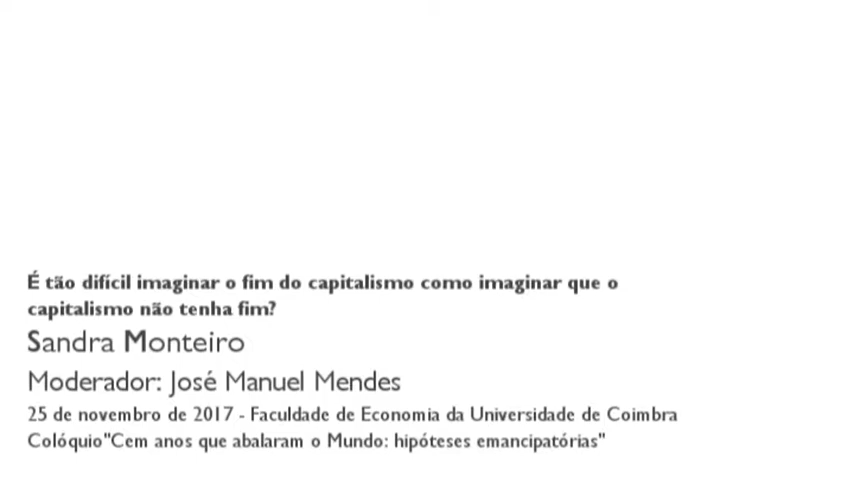 É tão difícil imaginar o fim do capitalismo como imaginar que o
capitalismo não tenha fim?
Sandra Monteiro
Moderador: José Manuel Mendes
25 de novembro de 2017 - Faculdade de Economia da Universidade de Coimbra
Colóquio"Cem anos que abalaram o Mundo: hipóteses emancipatórias"